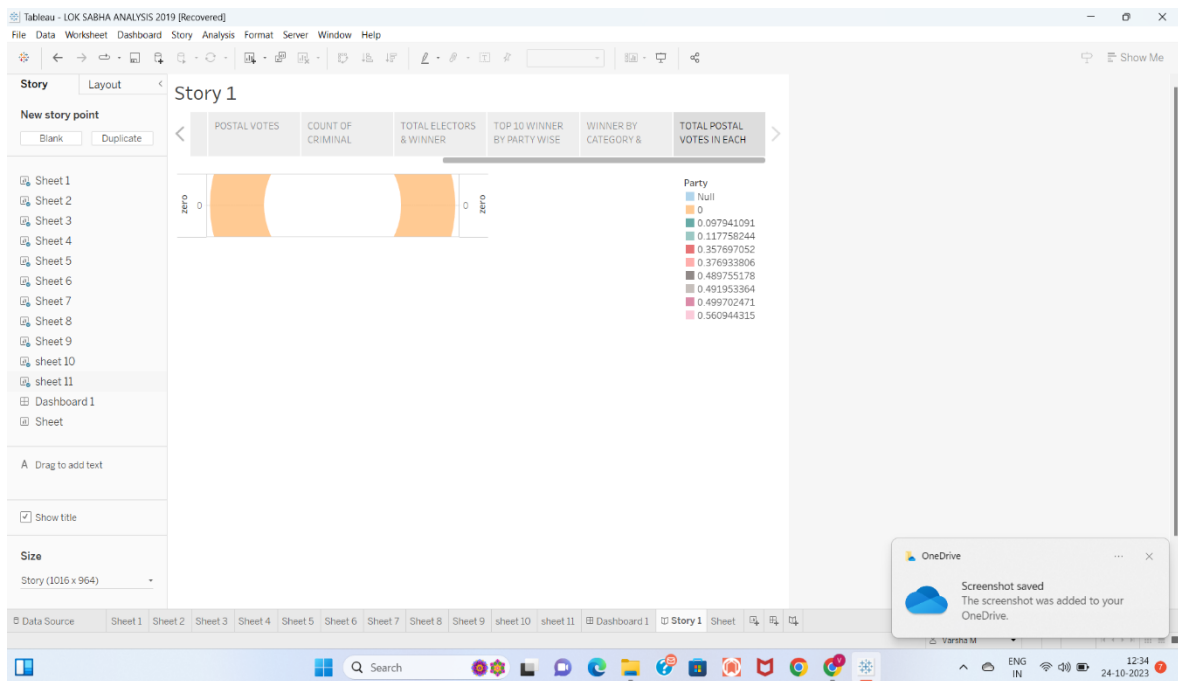 Tableau - LOK SABHA ANALYSIS 2019 [Recovered]
File Data Worksheet Dashboard Story Analysis Format Server Window Help
Show Me
Story Layout
New story point
Blank Duplicate
Sheet 1
Sheet 2
Sheet 3
Sheet 4
Sheet 5
Sheet 6
Sheet 7
Sheet 8
Sheet 9
sheet 10
sheet 11
Dashboard 1
Sheet
A Drag to add text
Show title
Size
Story (1016 x 964)
Story 1
POSTAL VOTES
COUNT OF
CRIMINAL
TOTAL ELECTORS
& WINNER
TOP 10 WINNER
BY PARTY WISE
WINNER BY
CATEGORY &
TOTAL POSTAL
VOTES IN EACH
zero 0 0 zero
Party
Null
0
0.097941091
0.117758244
0.357697052
0.376933806
0.489755178
0.491953364
0.499702471
0.560944315
OneDrive
Screenshot saved
The screenshot was added to your
OneDrive.
Data Source Sheet 1 Sheet 2 Sheet 3 Sheet 4 Sheet 5 Sheet 6 Sheet 7 Sheet 8 Sheet 9 sheet 10 sheet 11 Dashboard 1 Story 1 Sheet
Varsha M
Search
ENG
IN
12:34
24-10-2023
7